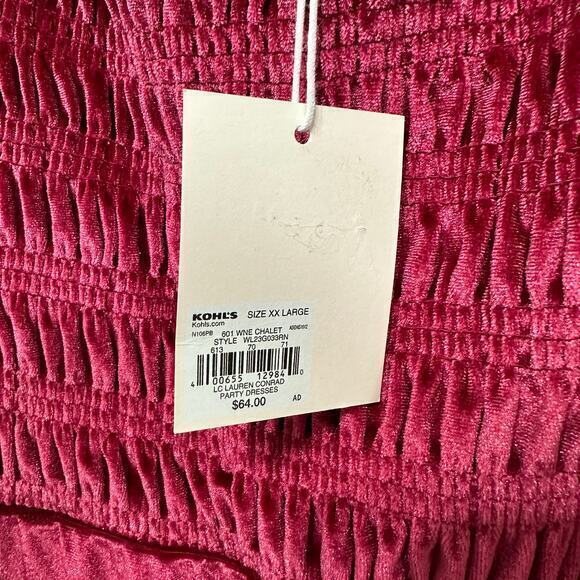 KOHL'S SIZE XX LARGE
Kohls.com
N106PB 601 WNE CHALET
STYLE WL23G033RN
613 70 71
4 00655 12984 0
LC LAUREN CONRAD
PARTY DRESSES
$64.00 AD